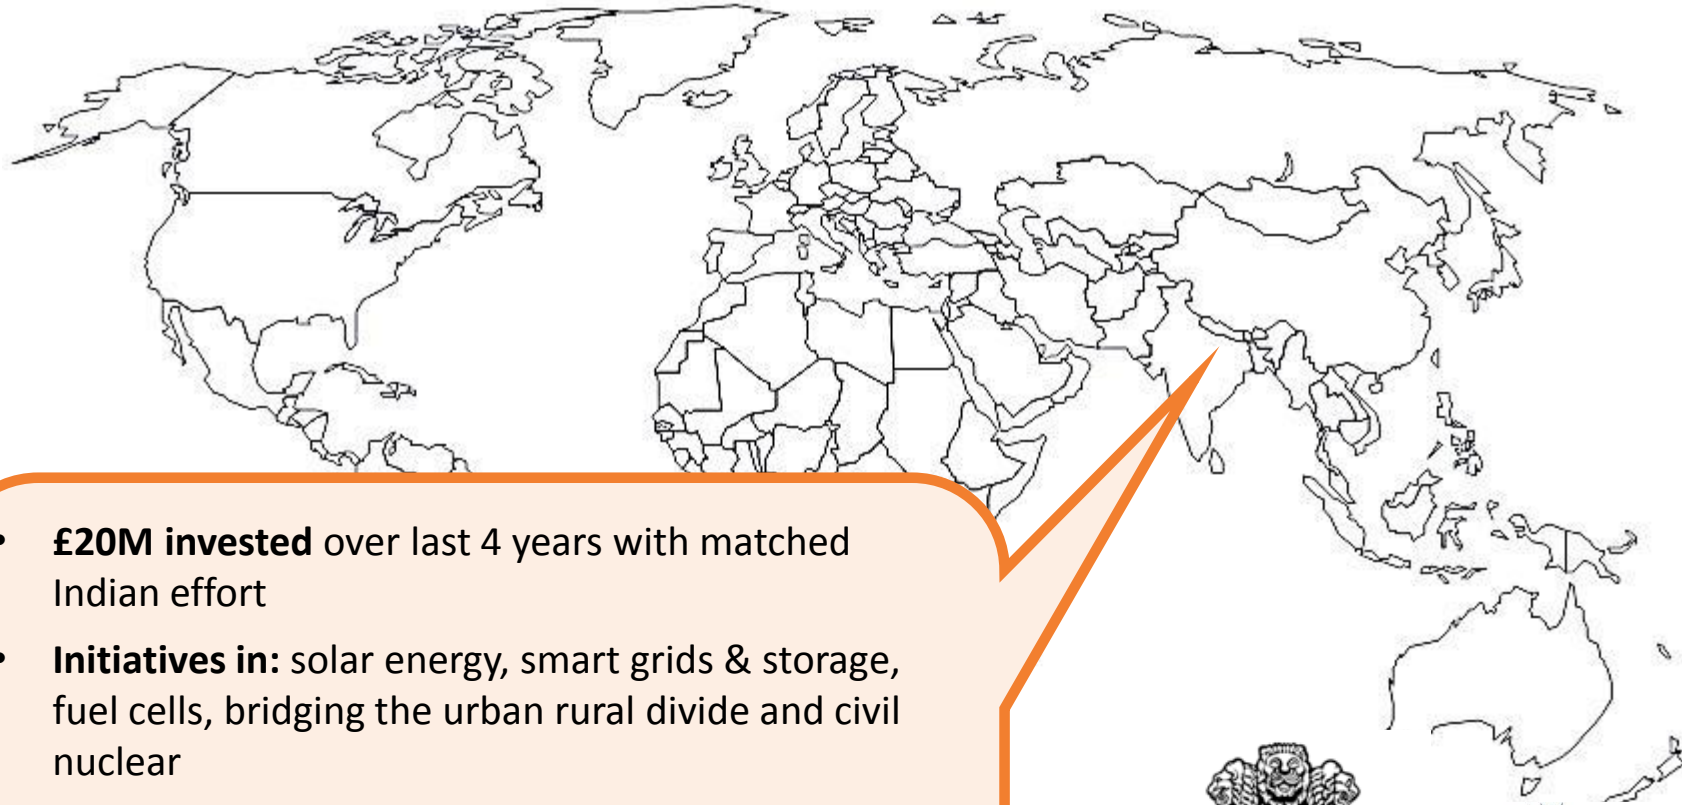 • £20M invested over last 4 years with matched
Indian effort
• Initiatives in: solar energy, smart grids & storage,
fuel cells, bridging the urban rural divide and civil
nuclear